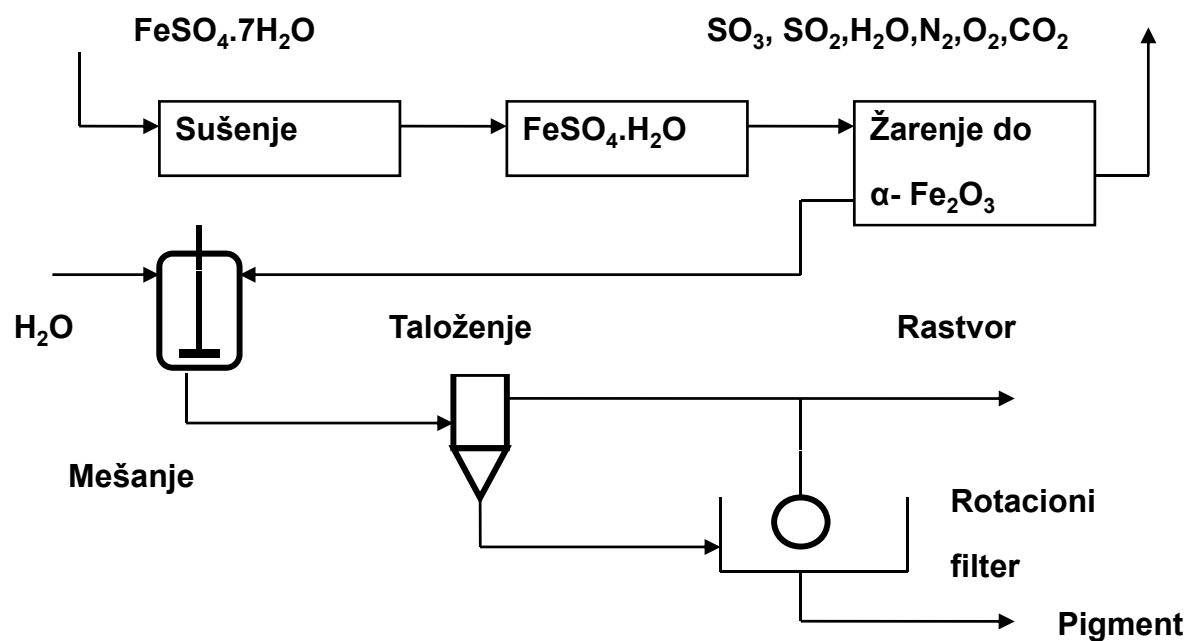 FeSO₄.7H₂O
SO₃, SO₂,H₂O,N₂,O₂,CO₂
Sušenje
FeSO₄.H₂O
Žarenje do
α- Fe₂O₃
H₂O
Taloženje
Rastvor
Mešanje
Rotacioni
filter
Pigment